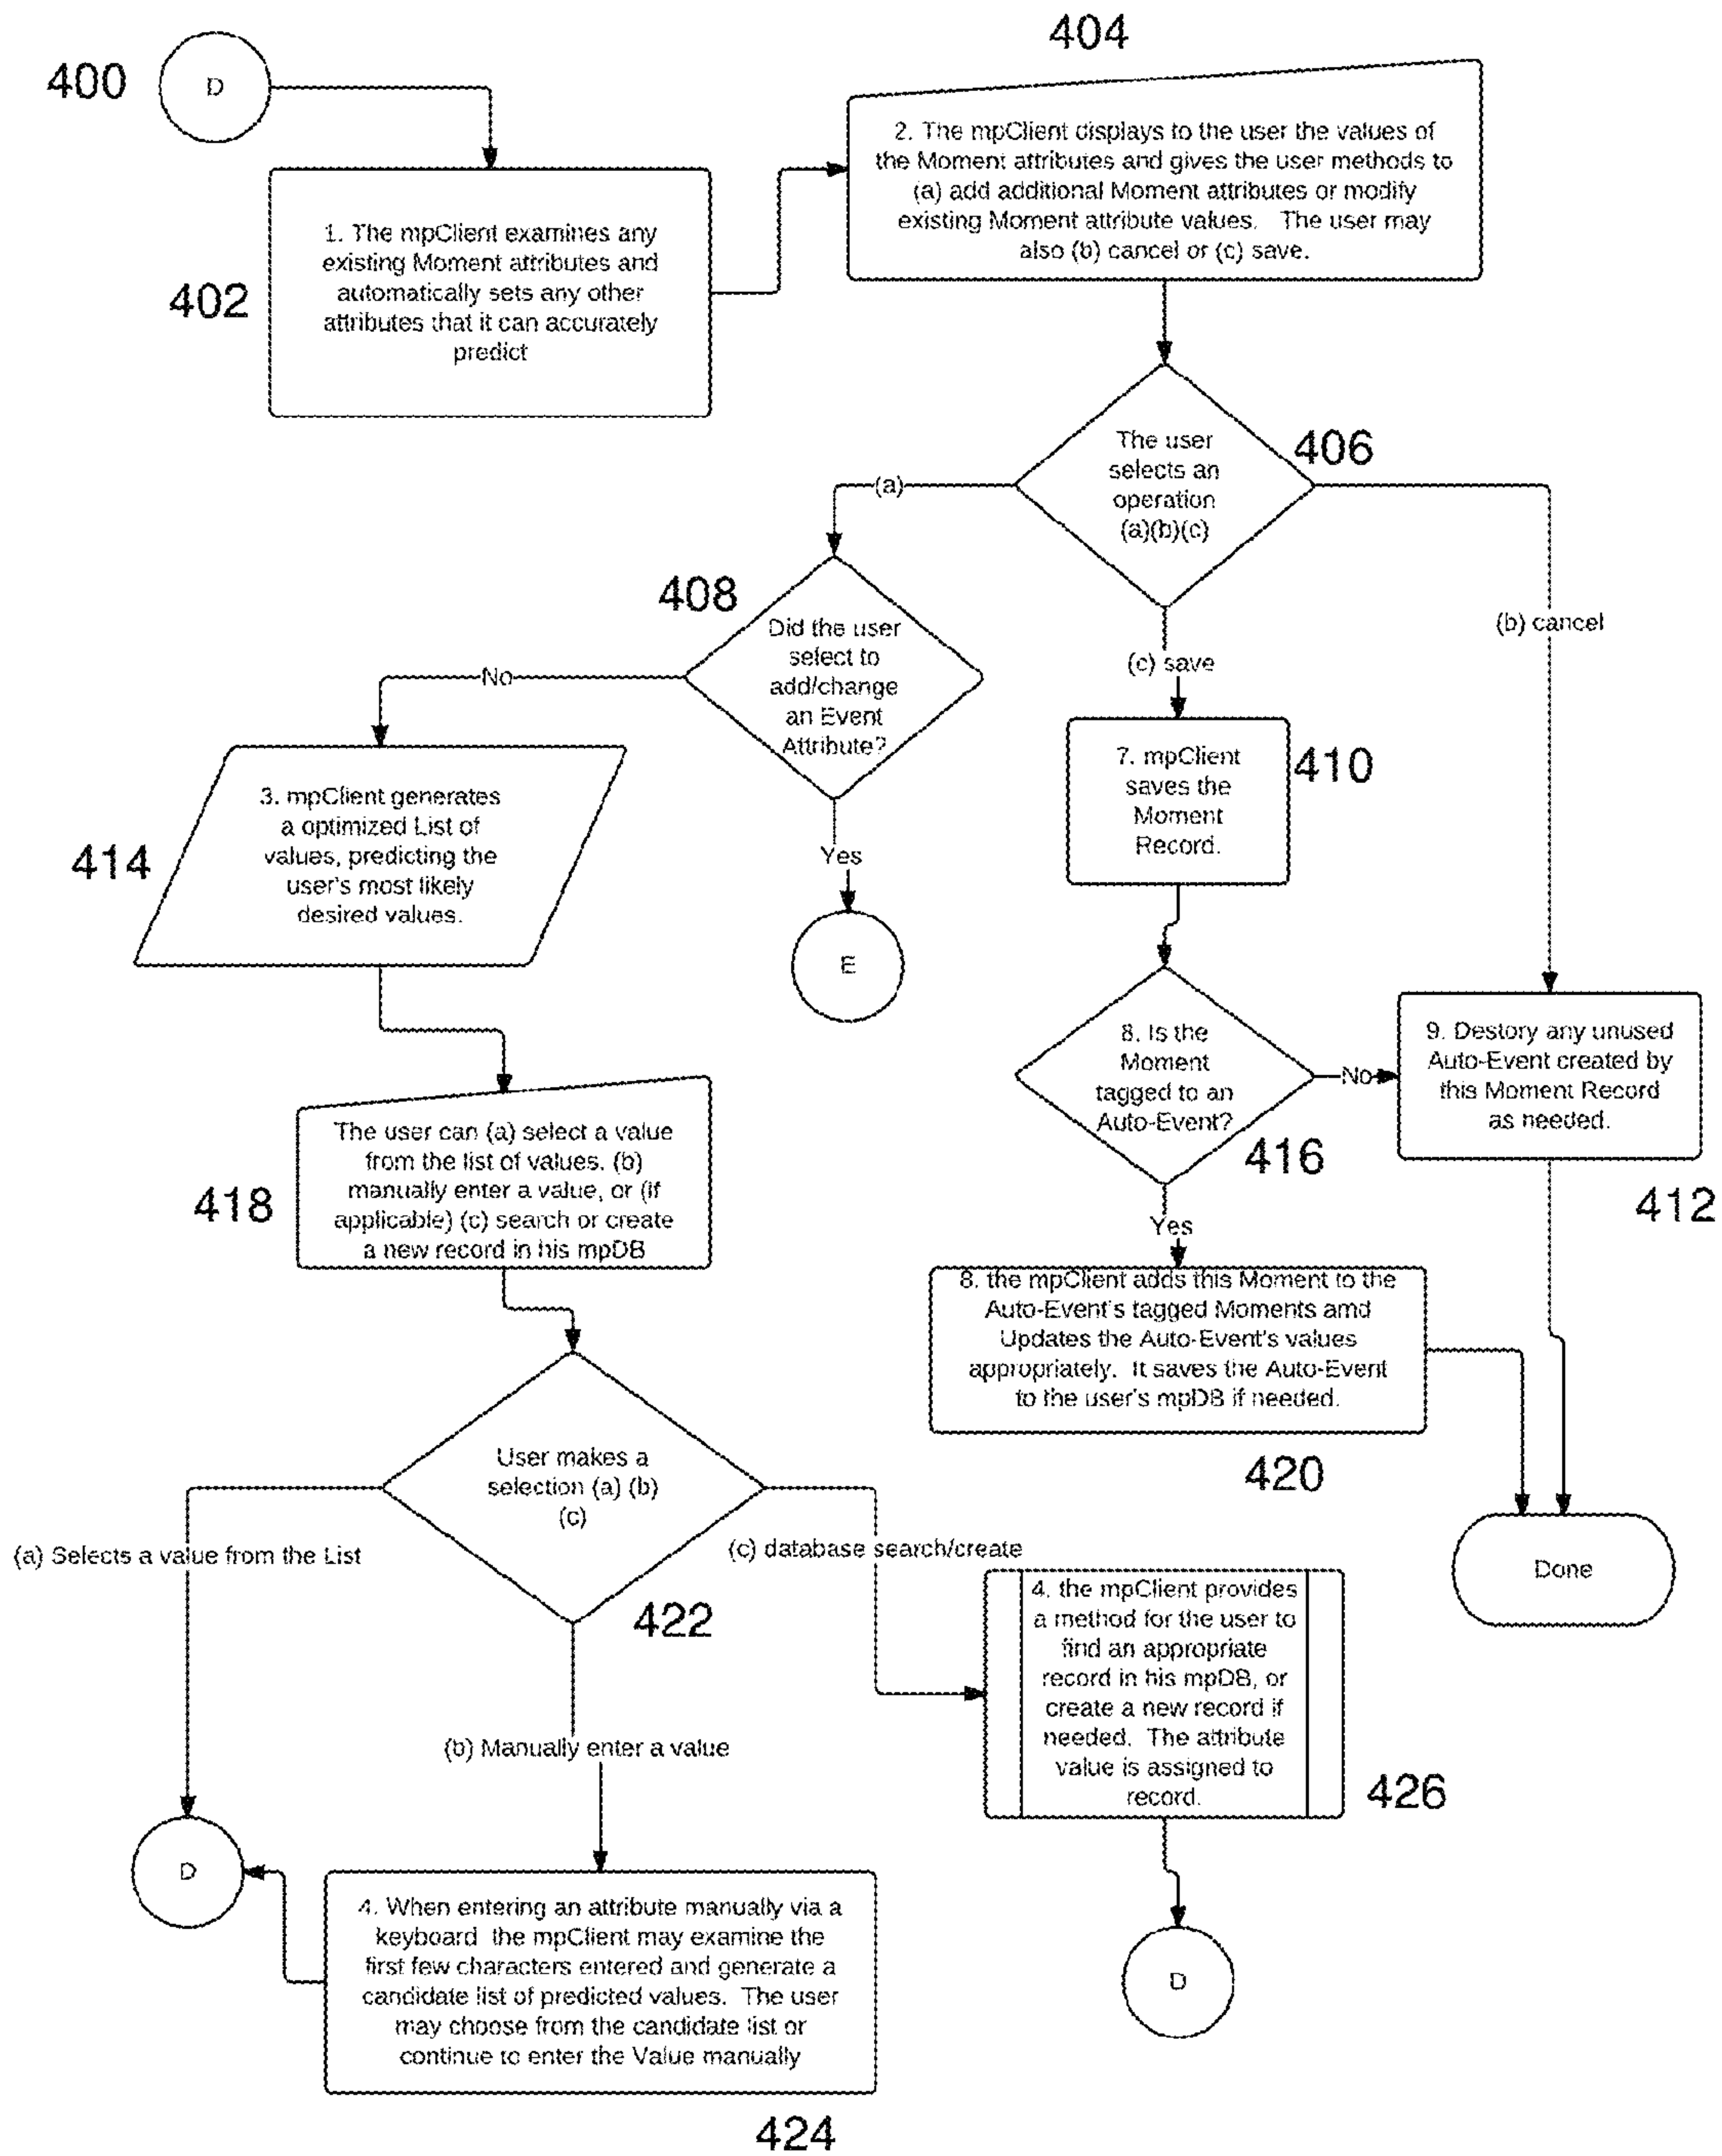 400
D
404
2. The mpClient displays to the user the values of
the Moment attributes and gives the user methods to
(a) add additional Moment attributes or modify
existing Moment attribute values. The user may
also (b) cancel or (c) save.
1. The mpClient examines any
existing Moment attributes and
automatically sets any other
attributes that it can accurately
predict
402
The user
selects an
operation
(a)(b)(c)
406
(a)
408
Did the user
select to
add/change
an Event
Attribute?
(b) cancel
(c) save
No
7. mpClient
saves the
Moment
Record.
410
3. mpClient generates
a optimized List of
values, predicting the
user's most likely
desired values.
414
Yes
E
8. Is the
Moment
tagged to an
Auto-Event?
416
No
9. Destory any unused
Auto-Event created by
this Moment Record
as needed.
412
The user can (a) select a value
from the list of values, (b)
manually enter a value, or (if
applicable) (c) search or create
a new record in his mpDB
418
Yes
8. the mpClient adds this Moment to the
Auto-Event's tagged Moments amd
Updates the Auto-Event's values
appropriately. It saves the Auto-Event
to the user's mpDB if needed.
420
User makes a
selection (a) (b)
(c)
422
(a) Selects a value from the List
(c) database search/create
Done
4. the mpClient provides
a method for the user to
find an appropriate
record in his mpDB, or
create a new record if
needed. The attribute
value is assigned to
record.
426
(b) Manually enter a value
D
4. When entering an attribute manually via a
keyboard the mpClient may examine the
first few characters entered and generate a
candidate list of predicted values. The user
may choose from the candidate list or
continue to enter the Value manually
424
D